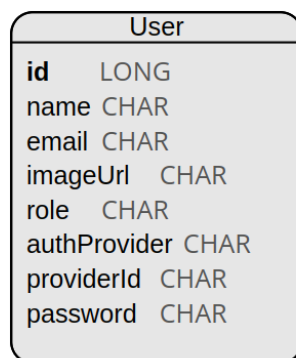 User
id LONG
name CHAR
email CHAR
imageUrl CHAR
role CHAR
authProvider CHAR
providerId CHAR
password CHAR